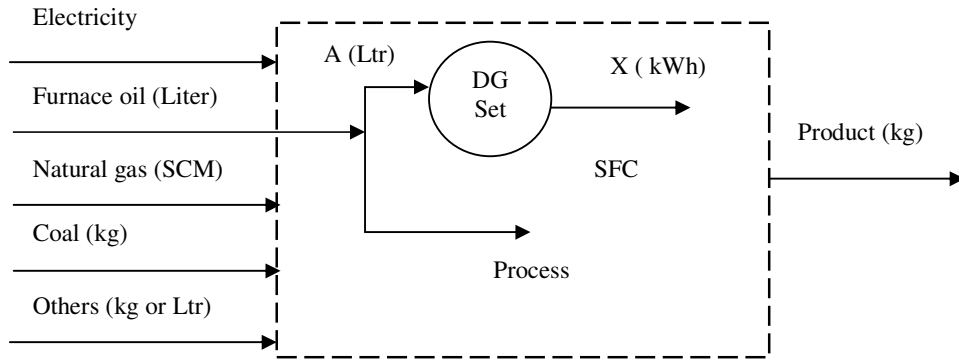 Electricity
A (Ltr)
DG
Set
X ( kWh)
Furnace oil (Liter)
Product (kg)
Natural gas (SCM)
SFC
Coal (kg)
Process
Others (kg or Ltr)